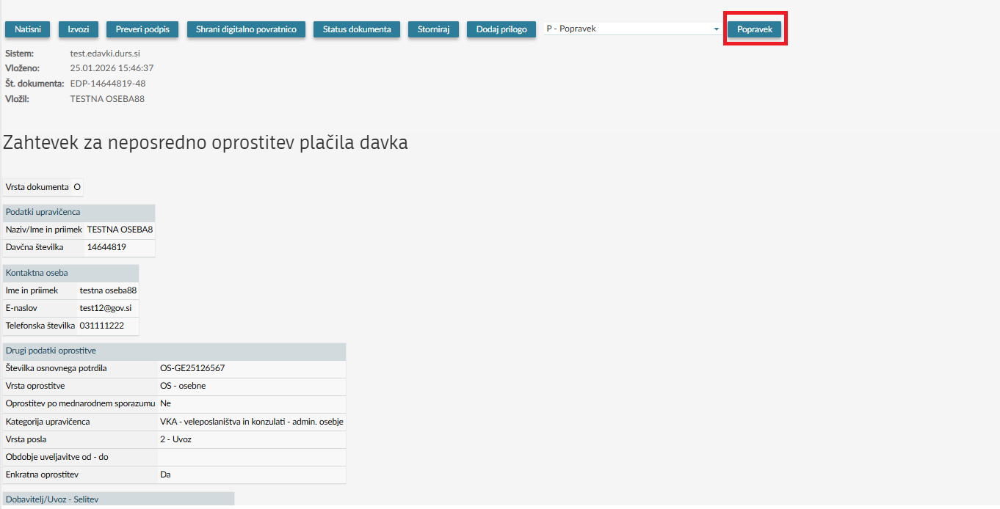 Natisni Izvozi Preveri podpis Shrani digitalno povratnico Status dokumenta Storniraj Dodaj prilogo P - Popravek Popravek
Sistem: test.edavki.durs.si
Vloženo: 25.01.2026 15:46:37
Št. dokumenta: EDP-14644819-48
Vložil: TESTNA OSEBA88
Zahtevek za neposredno oprostitev plačila davka
Vrsta dokumenta O
Podatki upravičenca
Naziv/Ime in priimek TESTNA OSEBA8
Davčna številka 14644819
Kontaktna oseba
Ime in priimek testna oseba88
E-naslov test12@gov.si
Telefonska številka 031111222
Drugi podatki oprostitve
Številka osnovnega potrdila OS-GE25126567
Vrsta oprostitve OS - osebne
Oprostitev po mednarodnem sporazumu Ne
Kategorija upravičenca VKA - veleposlaništva in konzulati - admin. osebje
Vrsta posla 2 - Uvoz
Obdobje uveljavitve od - do
Enkratna oprostitev Da
Dobavitelj/Uvoz - Selitev